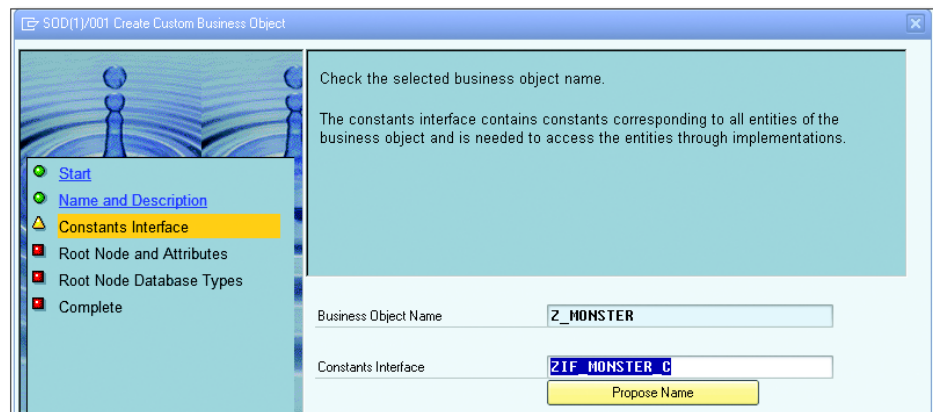 SOD(1)/001 Create Custom Business Object
Check the selected business object name.
The constants interface contains constants corresponding to all entities of the
business object and is needed to access the entities through implementations.
Start
Name and Description
Constants Interface
Root Node and Attributes
Root Node Database Types
Complete
Business Object Name
Z_MONSTER
Constants Interface
ZIF_MONSTER_C
Propose Name